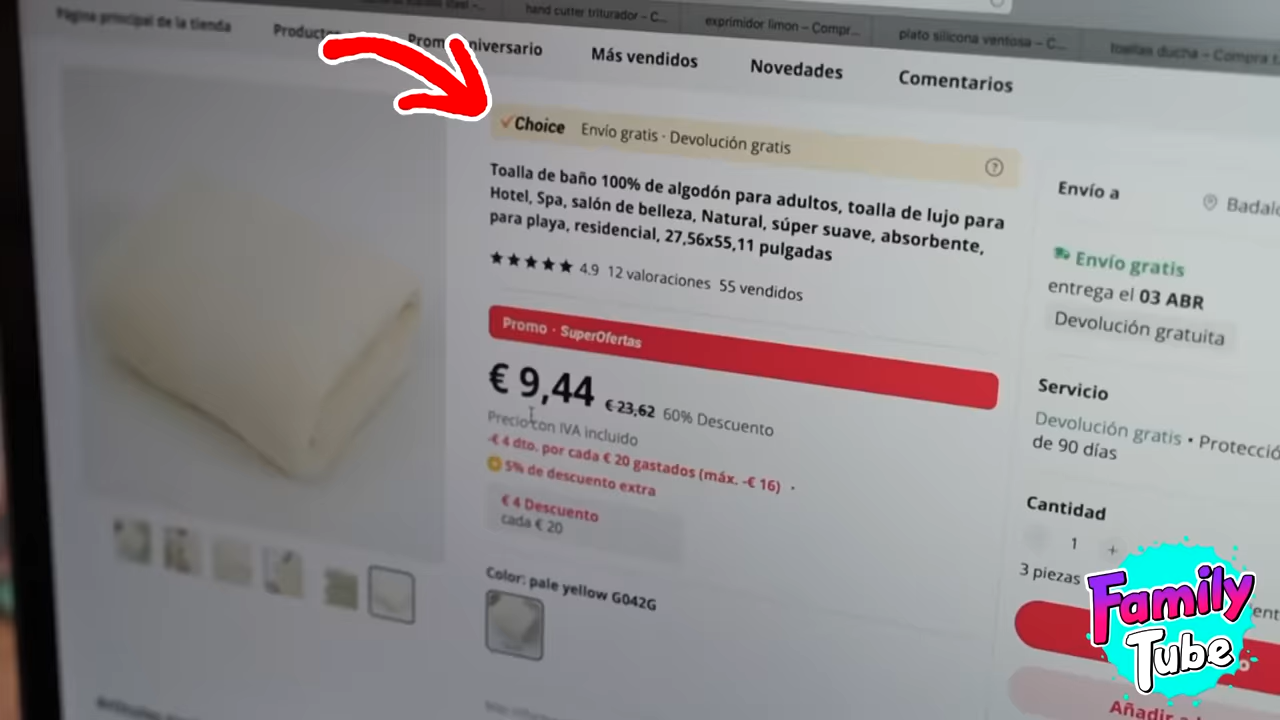 hand cutter triturador – C...
exprimidor limon – Compr...
plato silicona ventosa – C...
toallas ducha – Compra
Página principal de la tienda
Más vendidos
Novedades
Comentarios
Choice Envío gratis · Devolución gratis
?
Toalla de baño 100% de algodón para adultos, toalla de lujo para
Hotel, Spa, salón de belleza, Natural, súper suave, absorbente,
para playa, residencial, 27,56x55,11 pulgadas
4.9 12 valoraciones 55 vendidos
Promo · SuperOfertas
€ 9,44 € 23,62 60% Descuento
Precio con IVA incluido
-€ 4 dto. por cada € 20 gastados (máx. -€ 16) ·
5% de descuento extra
€ 4 Descuento
cada € 20
Color: pale yellow G042G
Envío a
Envío gratis
entrega el 03 ABR
Devolución gratuita
Servicio
Devolución gratis • 
de 90 días
Cantidad
1 +
3 piezas
Family
Tube